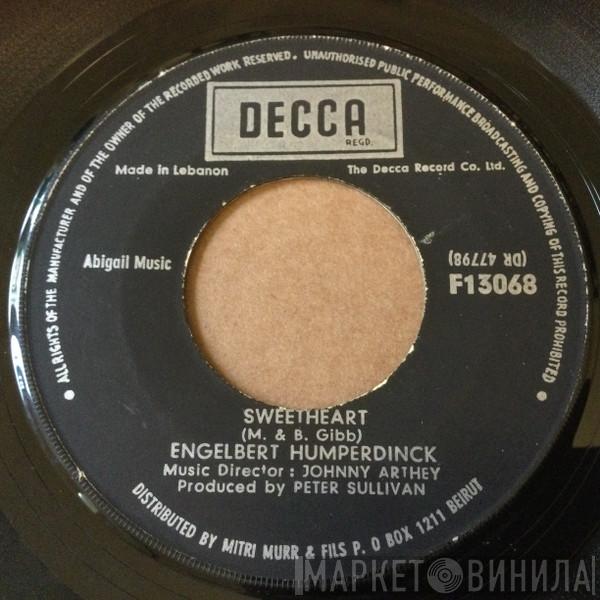 • ALL RIGHTS OF THE MANUFACTURER AND OF THE OWNER OF THE RECORDED WORK RESERVED. UNAUTHORISED PUBLIC PERFORMANCE BROADCASTING AND COPYING OF THIS RECORD PROHIBITED •
DECCA
REGD.
Made in Lebanon
The Decca Record Co. Ltd.
Abigail Music
(DR 47798)
F13068
SWEETHEART
(M. & B. Gibb)
ENGELBERT HUMPERDINCK
Music Director : JOHNNY ARTHEY
Produced by PETER SULLIVAN
DISTRIBUTED BY MITRI MURR & FILS P. O BOX 1211 BEIRUT
МАРКЕТ ВИНИЛА